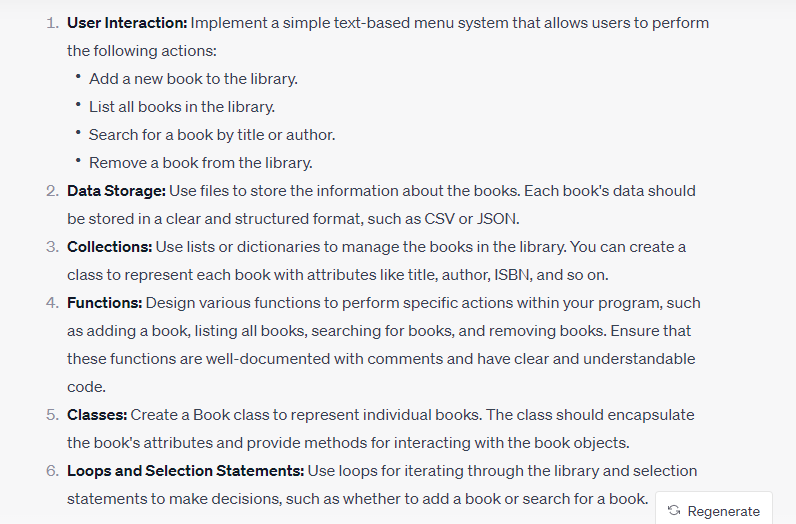 1. User Interaction: Implement a simple text-based menu system that allows users to perform
the following actions:
• Add a new book to the library.
• List all books in the library.
• Search for a book by title or author.
• Remove a book from the library.
2. Data Storage: Use files to store the information about the books. Each book's data should
be stored in a clear and structured format, such as CSV or JSON.
3. Collections: Use lists or dictionaries to manage the books in the library. You can create a
class to represent each book with attributes like title, author, ISBN, and so on.
4. Functions: Design various functions to perform specific actions within your program, such
as adding a book, listing all books, searching for books, and removing books. Ensure that
these functions are well-documented with comments and have clear and understandable
code.
5. Classes: Create a Book class to represent individual books. The class should encapsulate
the book's attributes and provide methods for interacting with the book objects.
6. Loops and Selection Statements: Use loops for iterating through the library and selection
statements to make decisions, such as whether to add a book or search for a book.
Regenerate